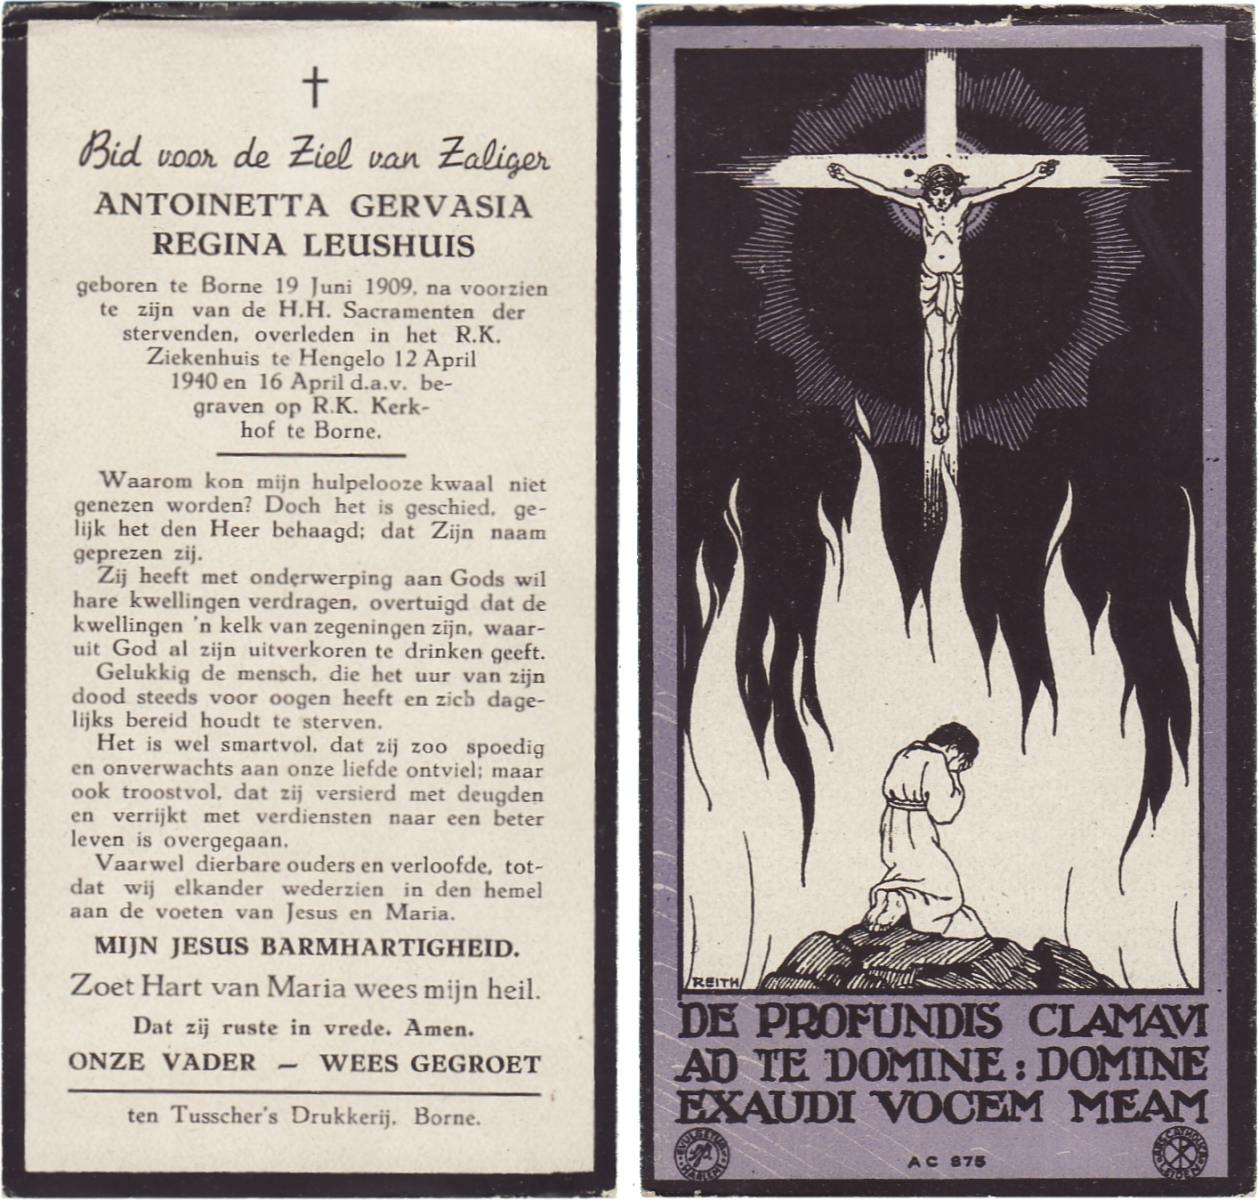 Bid voor de Ziel van Zaliger
ANTOINETTA GERVASIA
REGINA LEUSHUIS
geboren te Borne 19 Juni 1909, na voorzien
te zijn van de H.H. Sacramenten der
stervenden, overleden in het R.K.
Ziekenhuis te Hengelo 12 April
1940 en 16 April d.a.v. be-
graven op R.K. Kerk-
hof te Borne.
Waarom kon mijn hulpelooze kwaal niet
genezen worden? Doch het is geschied, ge-
lijk het den Heer behaagd; dat Zijn naam
geprezen zij.
Zij heeft met onderwerping aan Gods wil
hare kwellingen verdragen, overtuigd dat de
kwellingen 'n kelk van zegeningen zijn, waar-
uit God al zijn uitverkoren te drinken geeft.
Gelukkig de mensch, die het uur van zijn
dood steeds voor oogen heeft en zich dage-
lijks bereid houdt te sterven.
Het is wel smartvol, dat zij zoo spoedig
en onverwachts aan onze liefde ontviel; maar
ook troostvol, dat zij versierd met deugden
en verrijkt met verdiensten naar een beter
leven is overgegaan.
Vaarwel dierbare ouders en verloofde, tot-
dat wij elkander wederzien in den hemel
aan de voeten van Jesus en Maria.
MIJN JESUS BARMHARTIGHEID.
Zoet Hart van Maria wees mijn heil.
Dat zij ruste in vrede. Amen.
ONZE VADER — WEES GEGROET
ten Tusscher's Drukkerij, Borne.
REITH
DE PROFUNDIS CLAMAVI
AD TE DOMINE: DOMINE
EXAUDI VOCEM MEAM
AC 875